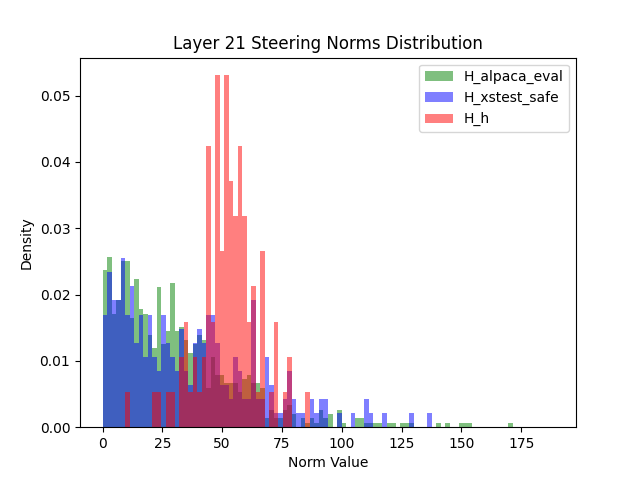 Layer 21 Steering Norms Distribution
H_alpaca_eval
H_xstest_safe
H_h
Density
0.05
0.04
0.03
0.02
0.01
0.00
0 25 50 75 100 125 150 175
Norm Value